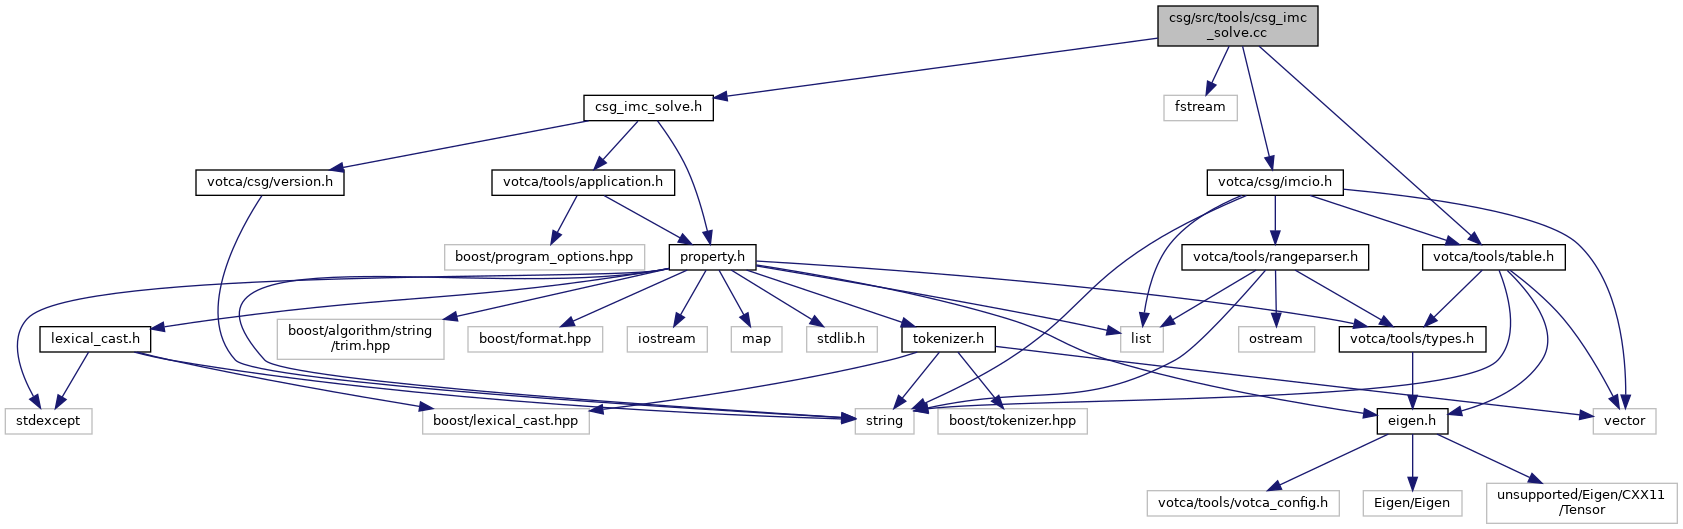 csg/src/tools/csg_imc
_solve.cc
csg_imc_solve.h
fstream
votca/csg/version.h
votca/tools/application.h
votca/csg/imcio.h
boost/program_options.hpp
property.h
votca/tools/rangeparser.h
votca/tools/table.h
lexical_cast.h
boost/algorithm/string
/trim.hpp
boost/format.hpp
iostream
map
stdlib.h
tokenizer.h
list
ostream
votca/tools/types.h
stdexcept
boost/lexical_cast.hpp
string
boost/tokenizer.hpp
eigen.h
vector
votca/tools/votca_config.h
Eigen/Eigen
unsupported/Eigen/CXX11
/Tensor